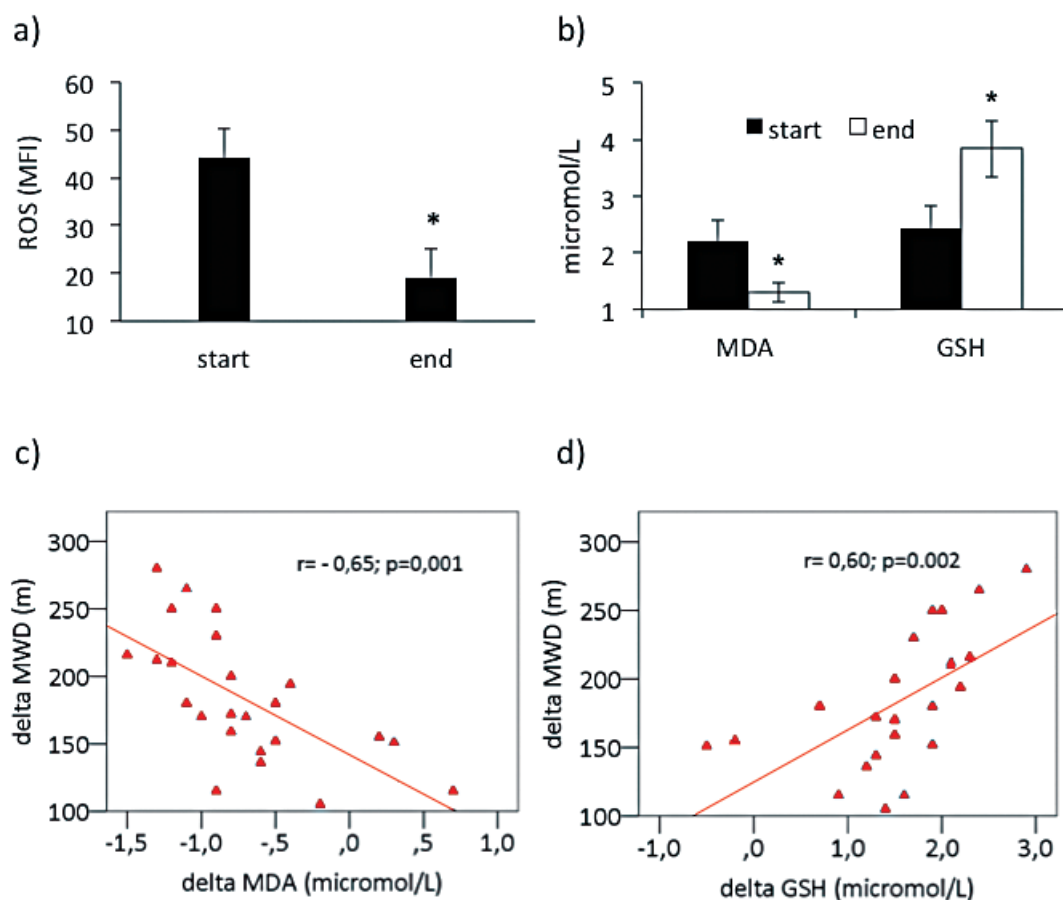 a)
60
50
40
30
20
10
ROS (MFI)
*
start
end
b)
5
4
3
2
1
micromol/L
start
end
*
*
MDA
GSH
c)
300
250
200
150
100
delta MWD (m)
r= - 0,65; p=0,001
-1,5
-1,0
-,5
,0
,5
1,0
delta MDA (micromol/L)
d)
300
250
200
150
100
delta MWD (m)
r= 0,60; p=0.002
-1,0
,0
1,0
2,0
3,0
delta GSH (micromol/L)